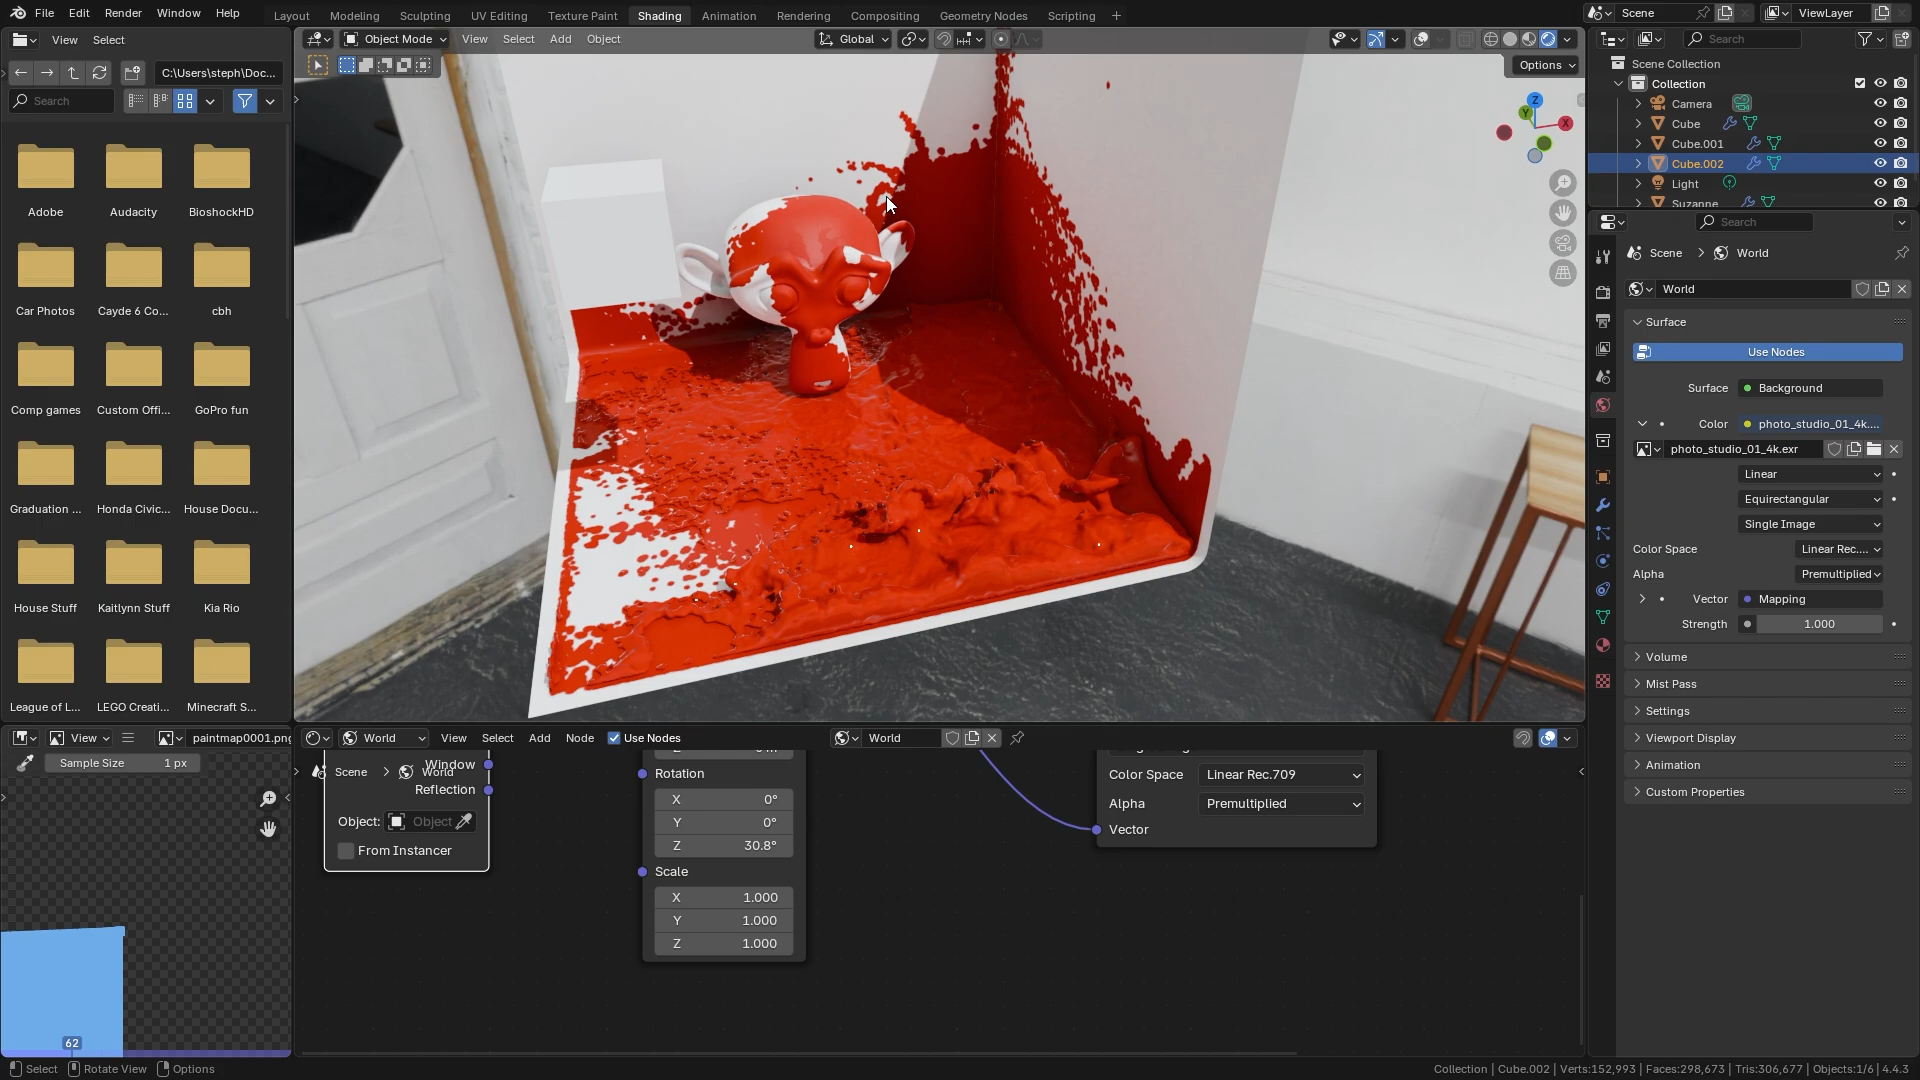 File Edit Render Window Help Layout Modeling Sculpting UV Editing Texture Paint Shading Animation Rendering Compositing Geometry Nodes Scripting + Scene ViewLayer
View Select
C:\Users\steph\Doc...
Search
Adobe Audacity BioshockHD
Car Photos Cayde 6 Co... cbh
Comp games Custom Offi... GoPro fun
Graduation ... Honda Civic... House Docu...
House Stuff Kaitlynn Stuff Kia Rio
League of L... LEGO Creati... Minecraft S...
Object Mode View Select Add Object Global
Options
Z
Y
X
Search
Scene Collection
Collection
Camera
Cube
Cube.001
Cube.002
Light
Suzanne
Search
Scene > World
World
Surface
Use Nodes
Surface Background
Color photo_studio_01_4k....
photo_studio_01_4k.exr
Linear
Equirectangular
Single Image
Color Space Linear Rec....
Alpha Premultiplied
Vector Mapping
Strength 1.000
Volume
Mist Pass
Settings
Viewport Display
Animation
Custom Properties
View paintmap0001.png
Sample Size 1 px
62
World View Select Add Node Use Nodes World
Scene > World
Window
Reflection
Object: Object
From Instancer
Rotation
X 0°
Y 0°
Z 30.8°
Scale
X 1.000
Y 1.000
Z 1.000
Color Space Linear Rec.709
Alpha Premultiplied
Vector
Select Rotate View Options
Collection | Cube.002 | Verts:152,993 | Faces:298,673 | Tris:306,677 | Objects:1/6 | 4.4.3